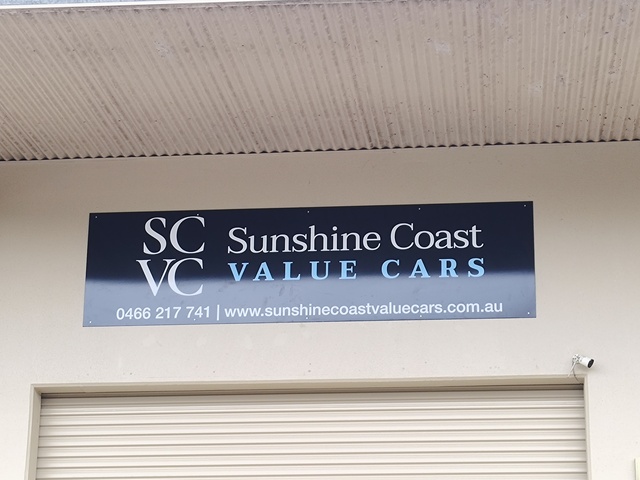 SC
VC
Sunshine Coast
VALUE CARS
0466 217 741 | www.sunshinecoastvaluecars.com.au